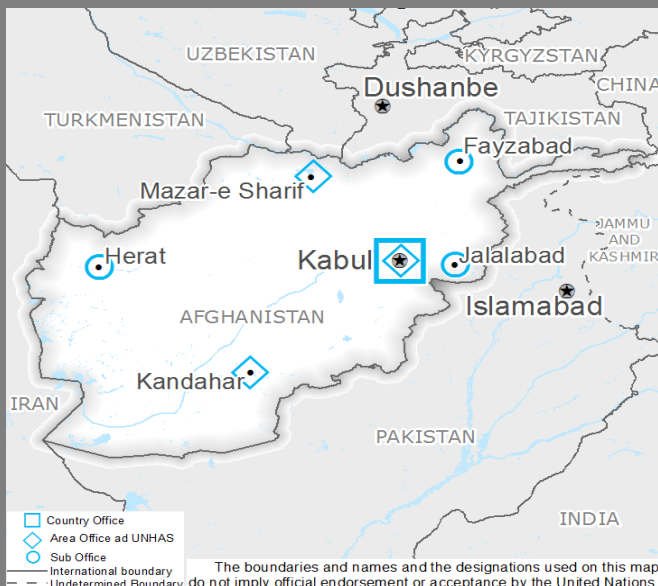 UZBEKISTAN
KYRGYZSTAN
Dushanbe
CHINA
TURKMENISTAN
TAJIKISTAN
Fayzabad
Mazar-e Sharif
JAMMU
AND
KASHMIR
Herat
Kabul
Jalalabad
Islamabad
AFGHANISTAN
Kandahar
IRAN
PAKISTAN
INDIA
Country Office
Area Office ad UNHAS
Sub Office
International boundary
Undetermined Boundary
The boundaries and names and the designations used on this map
do not imply official endorsement or acceptance by the United Nations.